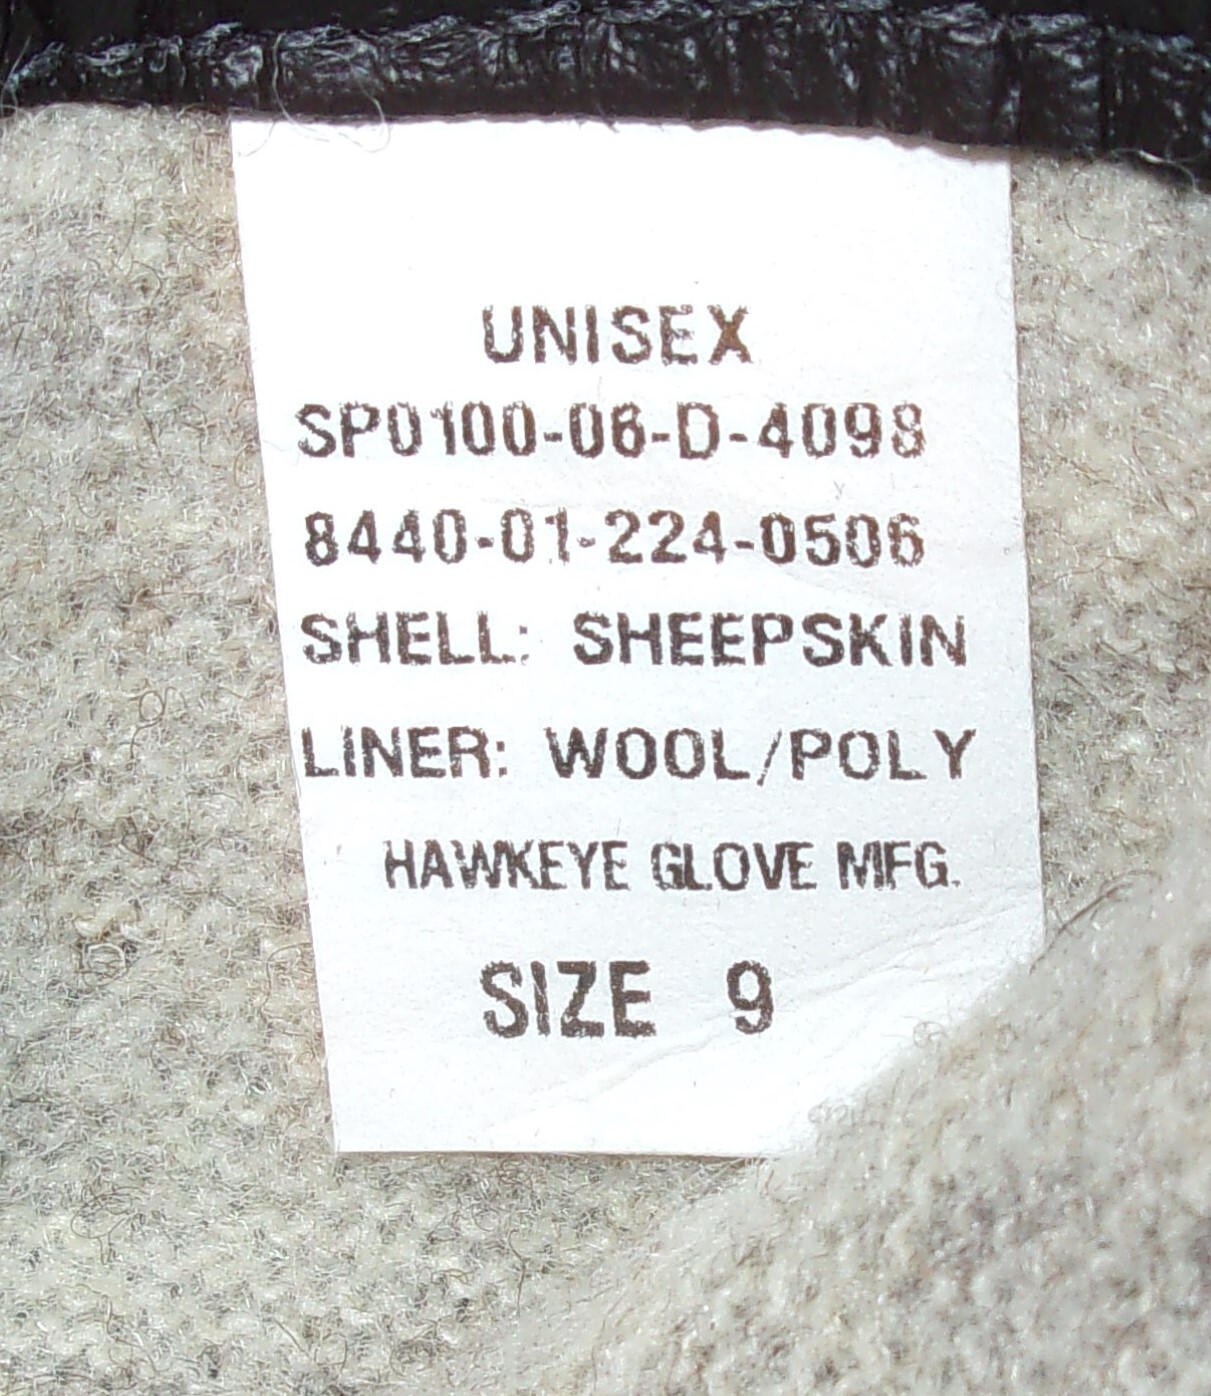 UNISEX
SP0100-06-D-4098
8440-01-224-0506
SHELL: SHEEPSKIN
LINER: WOOL/POLY
HAWKEYE GLOVE MFG.
SIZE 9